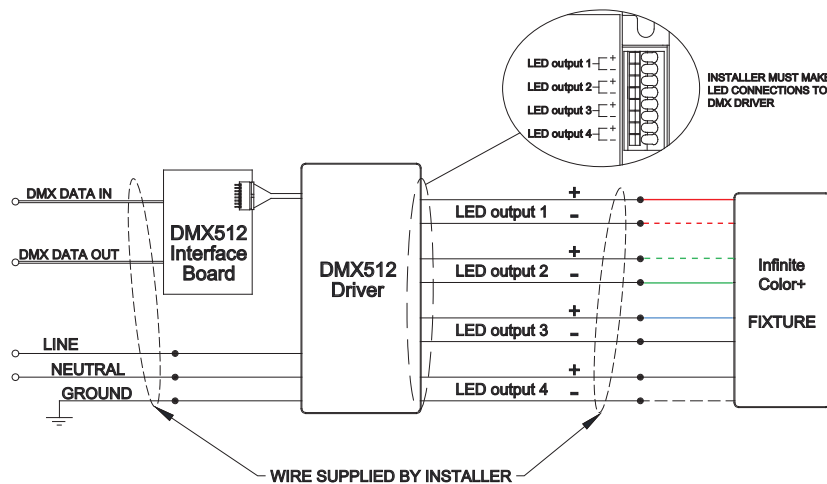 LED output 1
LED output 2
LED output 3
LED output 4
+
+
+
+
INSTALLER MUST MAKE
LED CONNECTIONS TO
DMX DRIVER
DMX DATA IN
DMX DATA OUT
DMX512
Interface
Board
DMX512
Driver
LINE
NEUTRAL
GROUND
+
LED output 1
-
+
LED output 2
-
+
LED output 3
-
+
LED output 4
-
Infinite
Color+
FIXTURE
WIRE SUPPLIED BY INSTALLER